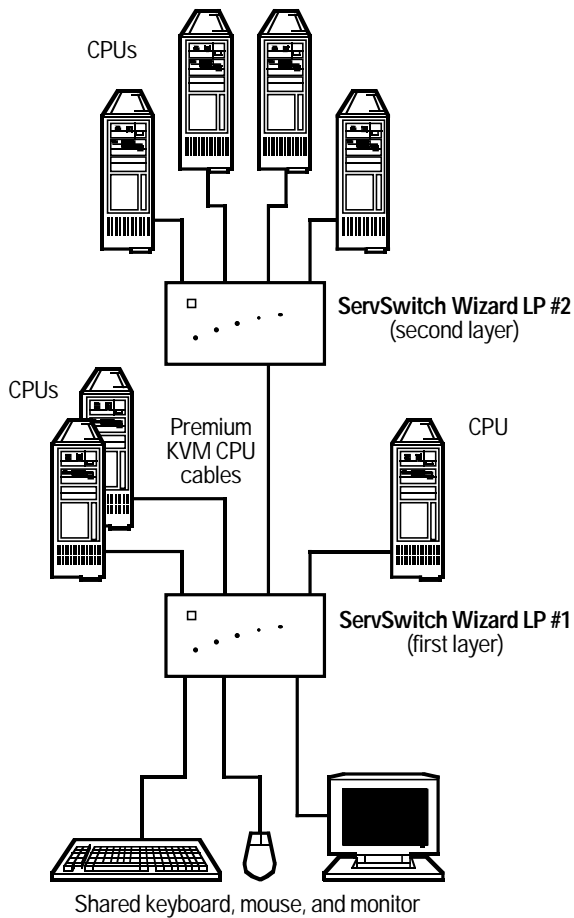 CPUs
ServSwitch Wizard LP #2
(second layer)
CPUs
Premium
KVM CPU
cables
CPU
ServSwitch Wizard LP #1
(first layer)
Shared keyboard, mouse, and monitor